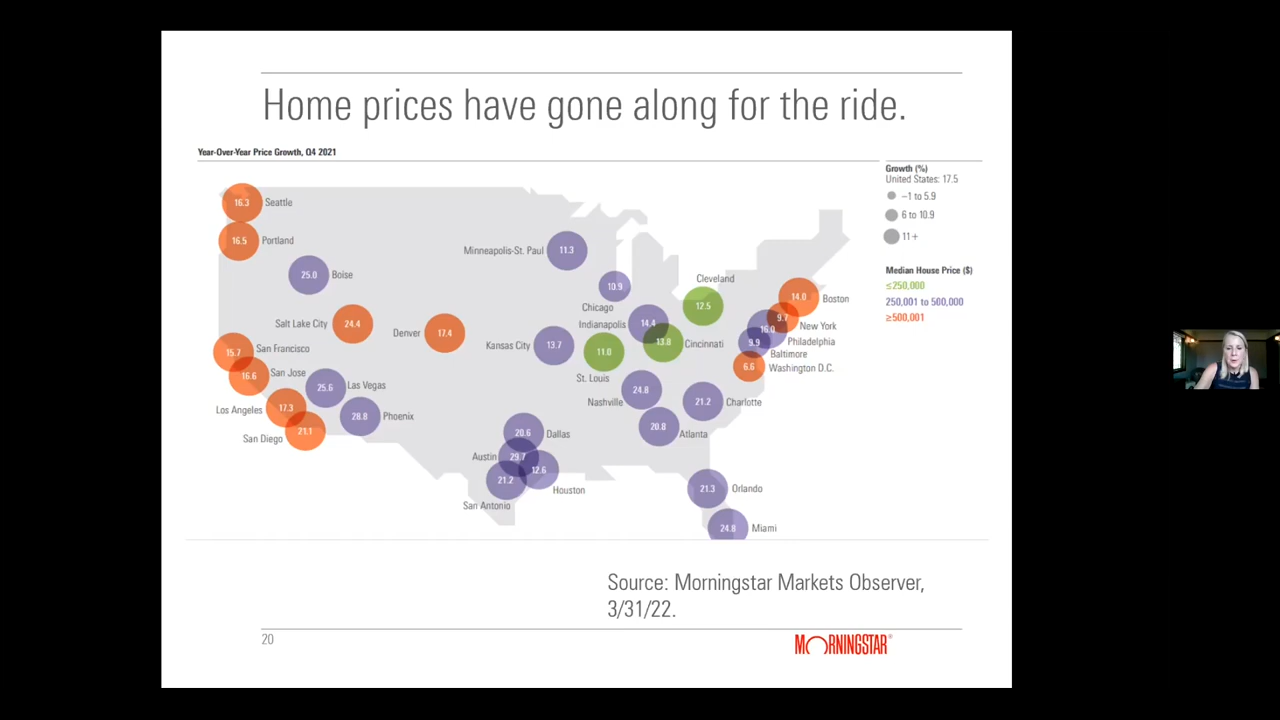 Home prices have gone along for the ride.
Year-Over-Year Price Growth, Q4 2021
Growth (%)
United States: 17.5
–1 to 5.9
6 to 10.9
11+
Median House Price ($)
≤250,000
250,001 to 500,000
≥500,001
16.3 Seattle
16.5 Portland
25.0 Boise
Salt Lake City 24.4
Denver 17.4
15.7 San Francisco
16.6 San Jose
25.6 Las Vegas
Los Angeles 17.3
28.8 Phoenix
San Diego 21.1
Minneapolis-St. Paul 11.3
10.9
Chicago
Cleveland
12.5
Indianapolis 14.4
Kansas City 13.7
11.0
St. Louis
13.8 Cincinnati
14.0 Boston
9.7
New York
16.0
Philadelphia
9.9
Baltimore
6.6 Washington D.C.
24.8
Nashville
21.2 Charlotte
20.8 Atlanta
20.6 Dallas
Austin 29.7
12.6
Houston
21.2
San Antonio
21.3 Orlando
24.8 Miami
Source: Morningstar Markets Observer,
3/31/22.
20
MORNINGSTAR®